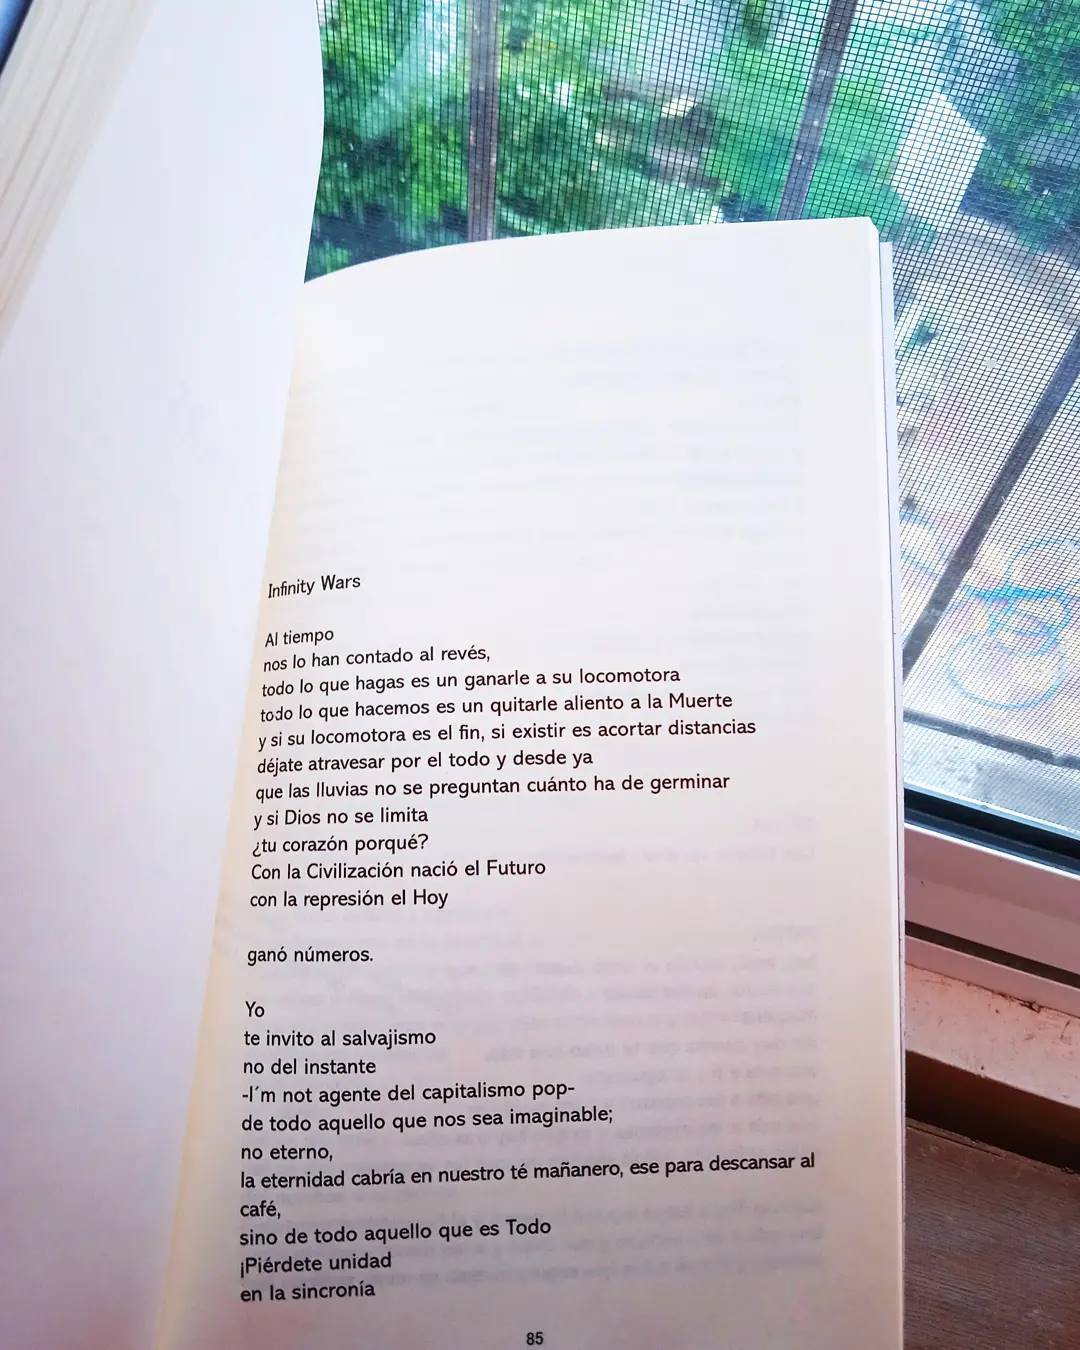 Infinity Wars
Al tiempo
nos lo han contado al revés,
todo lo que hagas es un ganarle a su locomotora
todo lo que hacemos es un quitarle aliento a la Muerte
y si su locomotora es el fin, si existir es acortar distancias
déjate atravesar por el todo y desde ya
que las lluvias no se preguntan cuánto ha de germinar
y si Dios no se limita
¿tu corazón porqué?
Con la Civilización nació el Futuro
con la represión el Hoy
ganó números.
Yo
te invito al salvajismo
no del instante
-I´m not agente del capitalismo pop-
de todo aquello que nos sea imaginable;
no eterno,
la eternidad cabría en nuestro té mañanero, ese para descansar al
café,
sino de todo aquello que es Todo
¡Piérdete unidad
en la sincronía
85